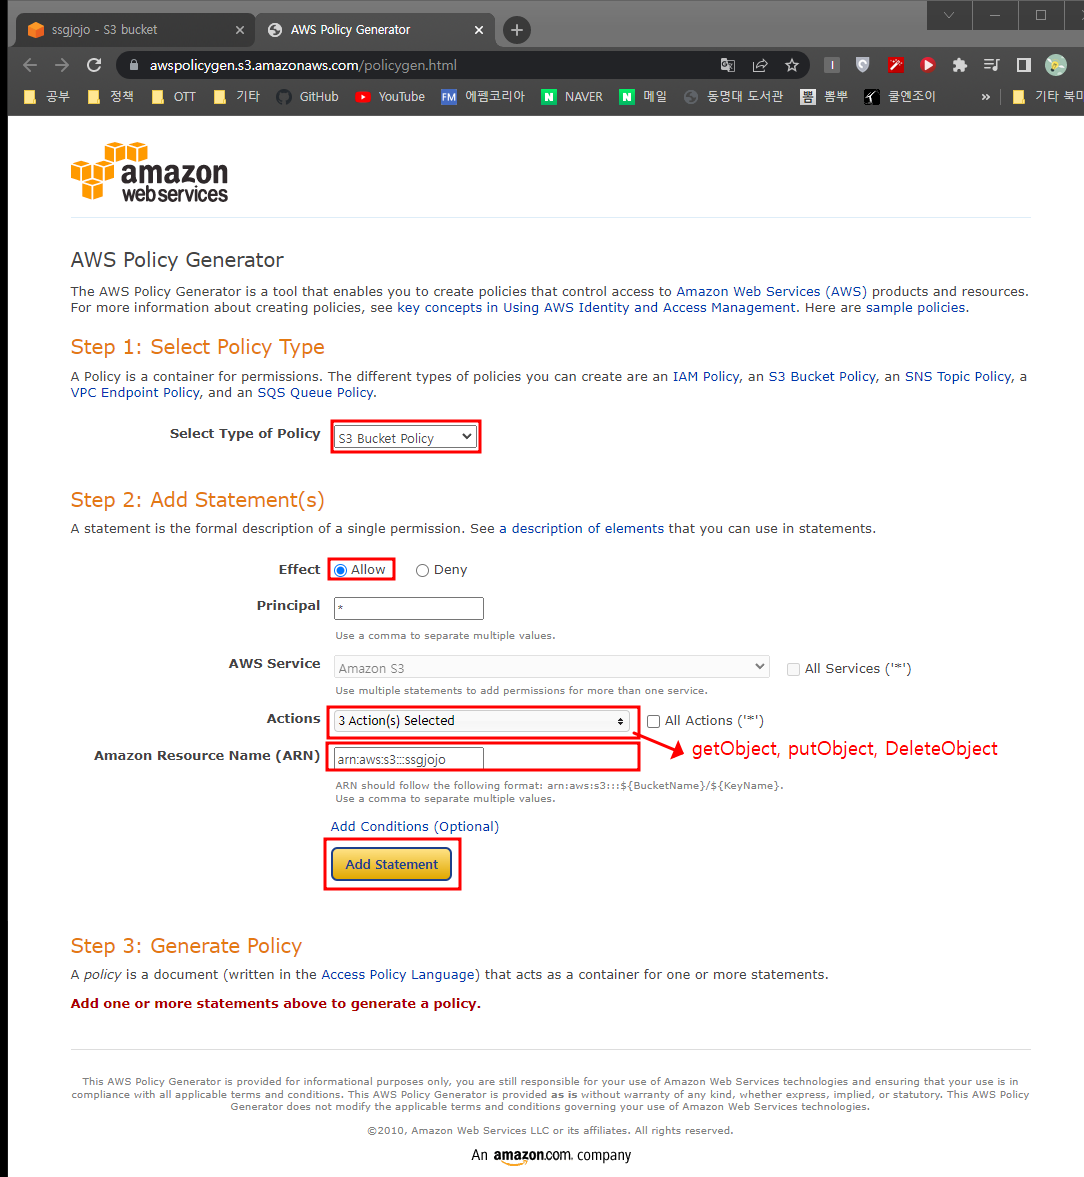 ssgjojo - S3 bucket
AWS Policy Generator
awspolicygen.s3.amazonaws.com/policygen.html
공부
정책
OTT
기타
GitHub
YouTube
FM 에펨코리아
N NAVER
N 메일
동명대 도서관
뽐 뽐뿌
쿨엔조이
»
기타 북마
amazon
web services
AWS Policy Generator
The AWS Policy Generator is a tool that enables you to create policies that control access to Amazon Web Services (AWS) products and resources.
For more information about creating policies, see key concepts in Using AWS Identity and Access Management. Here are sample policies.
Step 1: Select Policy Type
A Policy is a container for permissions. The different types of policies you can create are an IAM Policy, an S3 Bucket Policy, an SNS Topic Policy, a
VPC Endpoint Policy, and an SQS Queue Policy.
Select Type of Policy S3 Bucket Policy
Step 2: Add Statement(s)
A statement is the formal description of a single permission. See a description of elements that you can use in statements.
Effect Allow Deny
Principal *
Use a comma to separate multiple values.
AWS Service Amazon S3 All Services ('*')
Use multiple statements to add permissions for more than one service.
Actions 3 Action(s) Selected All Actions ('*')
getObject, putObject, DeleteObject
Amazon Resource Name (ARN) arn:aws:s3:::ssgjojo
ARN should follow the following format: arn:aws:s3:::${BucketName}/${KeyName}.
Use a comma to separate multiple values.
Add Conditions (Optional)
Add Statement
Step 3: Generate Policy
A policy is a document (written in the Access Policy Language) that acts as a container for one or more statements.
Add one or more statements above to generate a policy.
This AWS Policy Generator is provided for informational purposes only, you are still responsible for your use of Amazon Web Services technologies and ensuring that your use is in
compliance with all applicable terms and conditions. This AWS Policy Generator is provided as is without warranty of any kind, whether express, implied, or statutory. This AWS Policy
Generator does not modify the applicable terms and conditions governing your use of Amazon Web Services technologies.
©2010, Amazon Web Services LLC or its affiliates. All rights reserved.
An amazon.com. company